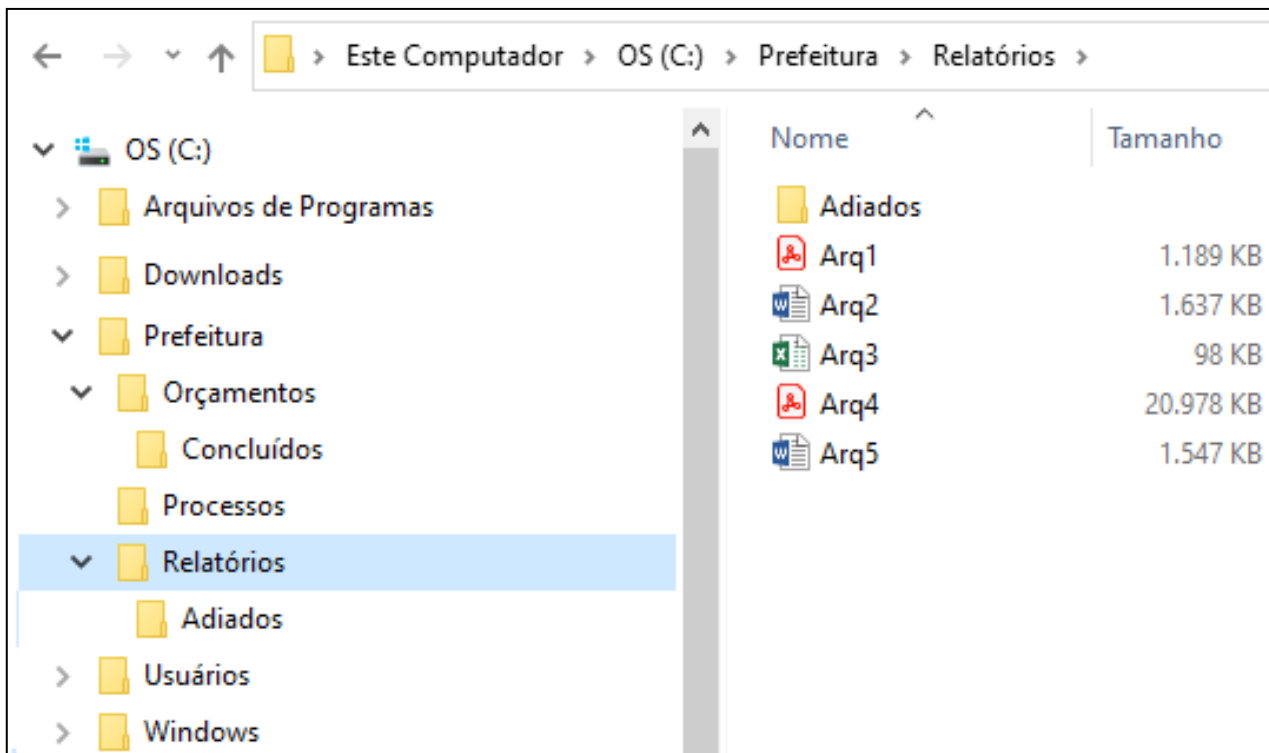 Este Computador > OS (C:) > Prefeitura > Relatórios >
OS (C:)
Arquivos de Programas
Downloads
Prefeitura
Orçamentos
Concluídos
Processos
Relatórios
Adiados
Usuários
Windows
Nome Tamanho
Adiados
Arq1 1.189 KB
Arq2 1.637 KB
Arq3 98 KB
Arq4 20.978 KB
Arq5 1.547 KB